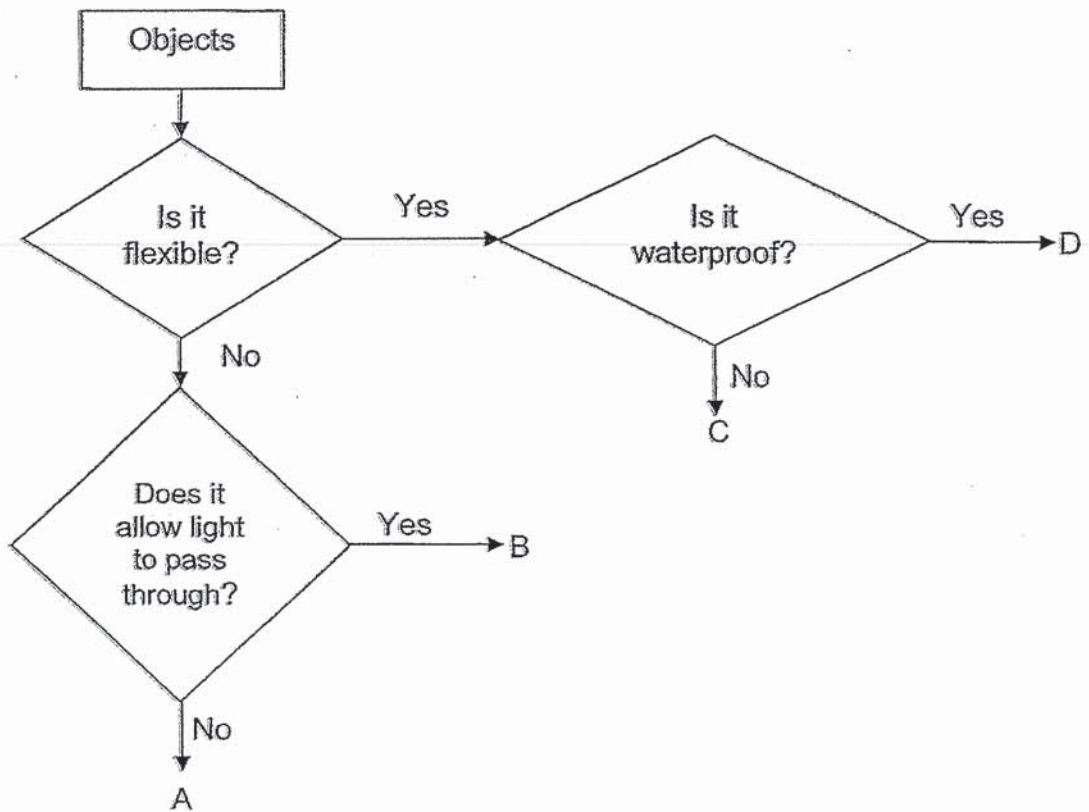 Objects
Is it
flexible?
Yes
Is it
waterproof?
Yes
D
No
No
C
Does it
allow light
to pass
through?
Yes
B
No
A